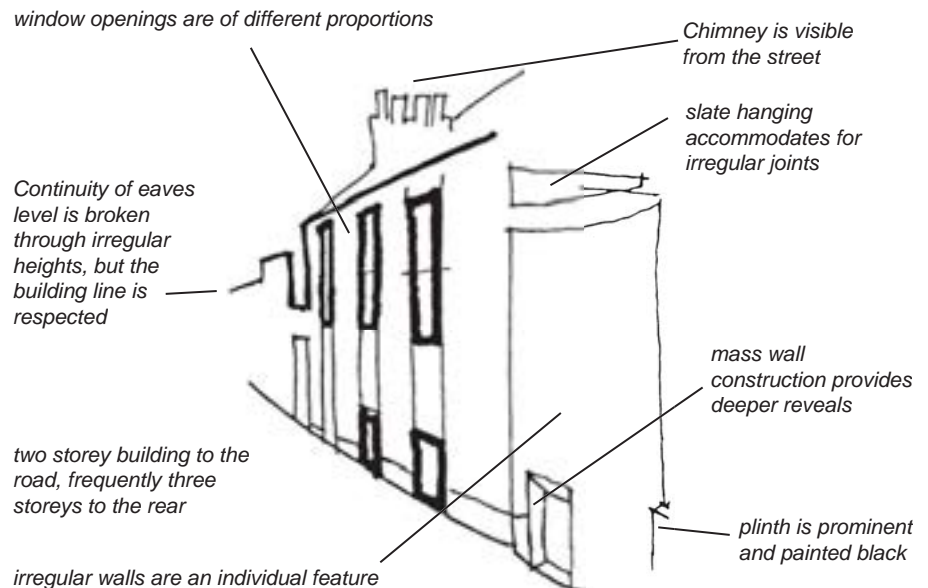 window openings are of different proportions
Chimney is visible
from the street
slate hanging
accommodates for
irregular joints
Continuity of eaves
level is broken
through irregular
heights, but the
building line is
respected
mass wall
construction provides
deeper reveals
two storey building to the
road, frequently three
storeys to the rear
plinth is prominent
and painted black
irregular walls are an individual feature